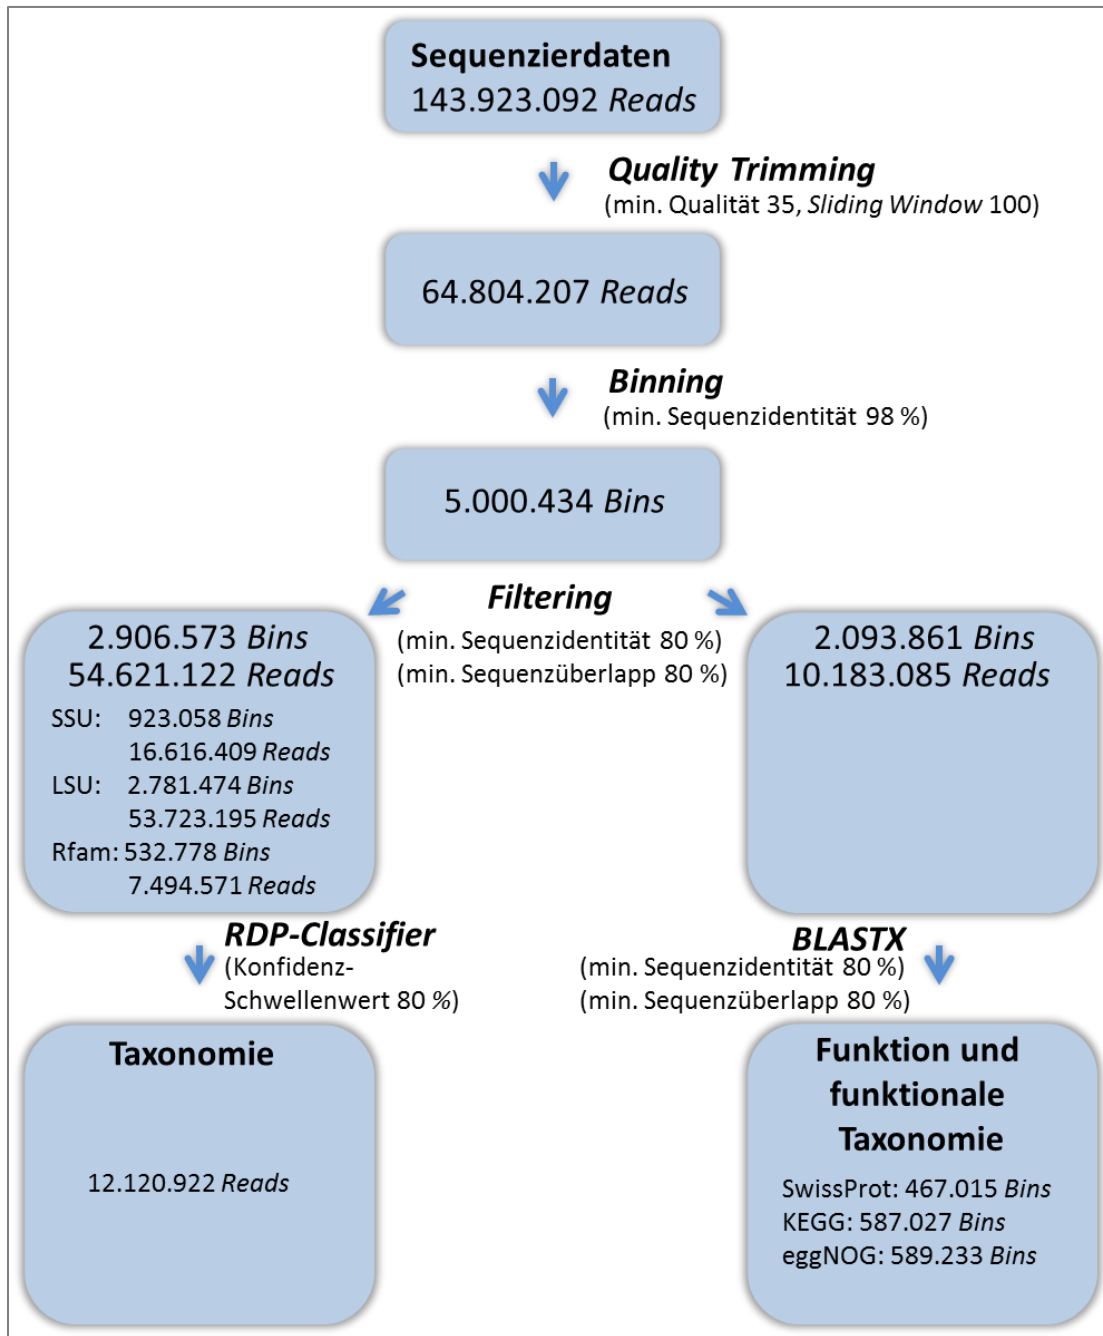 Sequenzierdaten
143.923.092 Reads
Quality Trimming
(min. Qualität 35, Sliding Window 100)
64.804.207 Reads
Binning
(min. Sequenzidentität 98 %)
5.000.434 Bins
Filtering
(min. Sequenzidentität 80 %)
(min. Sequenzüberlapp 80 %)
2.906.573 Bins
54.621.122 Reads
SSU: 923.058 Bins
16.616.409 Reads
LSU: 2.781.474 Bins
53.723.195 Reads
Rfam: 532.778 Bins
7.494.571 Reads
2.093.861 Bins
10.183.085 Reads
RDP-Classifier
(Konfidenz-
Schwellenwert 80 %)
BLASTX
(min. Sequenzidentität 80 %)
(min. Sequenzüberlapp 80 %)
Taxonomie
12.120.922 Reads
Funktion und
funktionale
Taxonomie
SwissProt: 467.015 Bins
KEGG: 587.027 Bins
eggNOG: 589.233 Bins